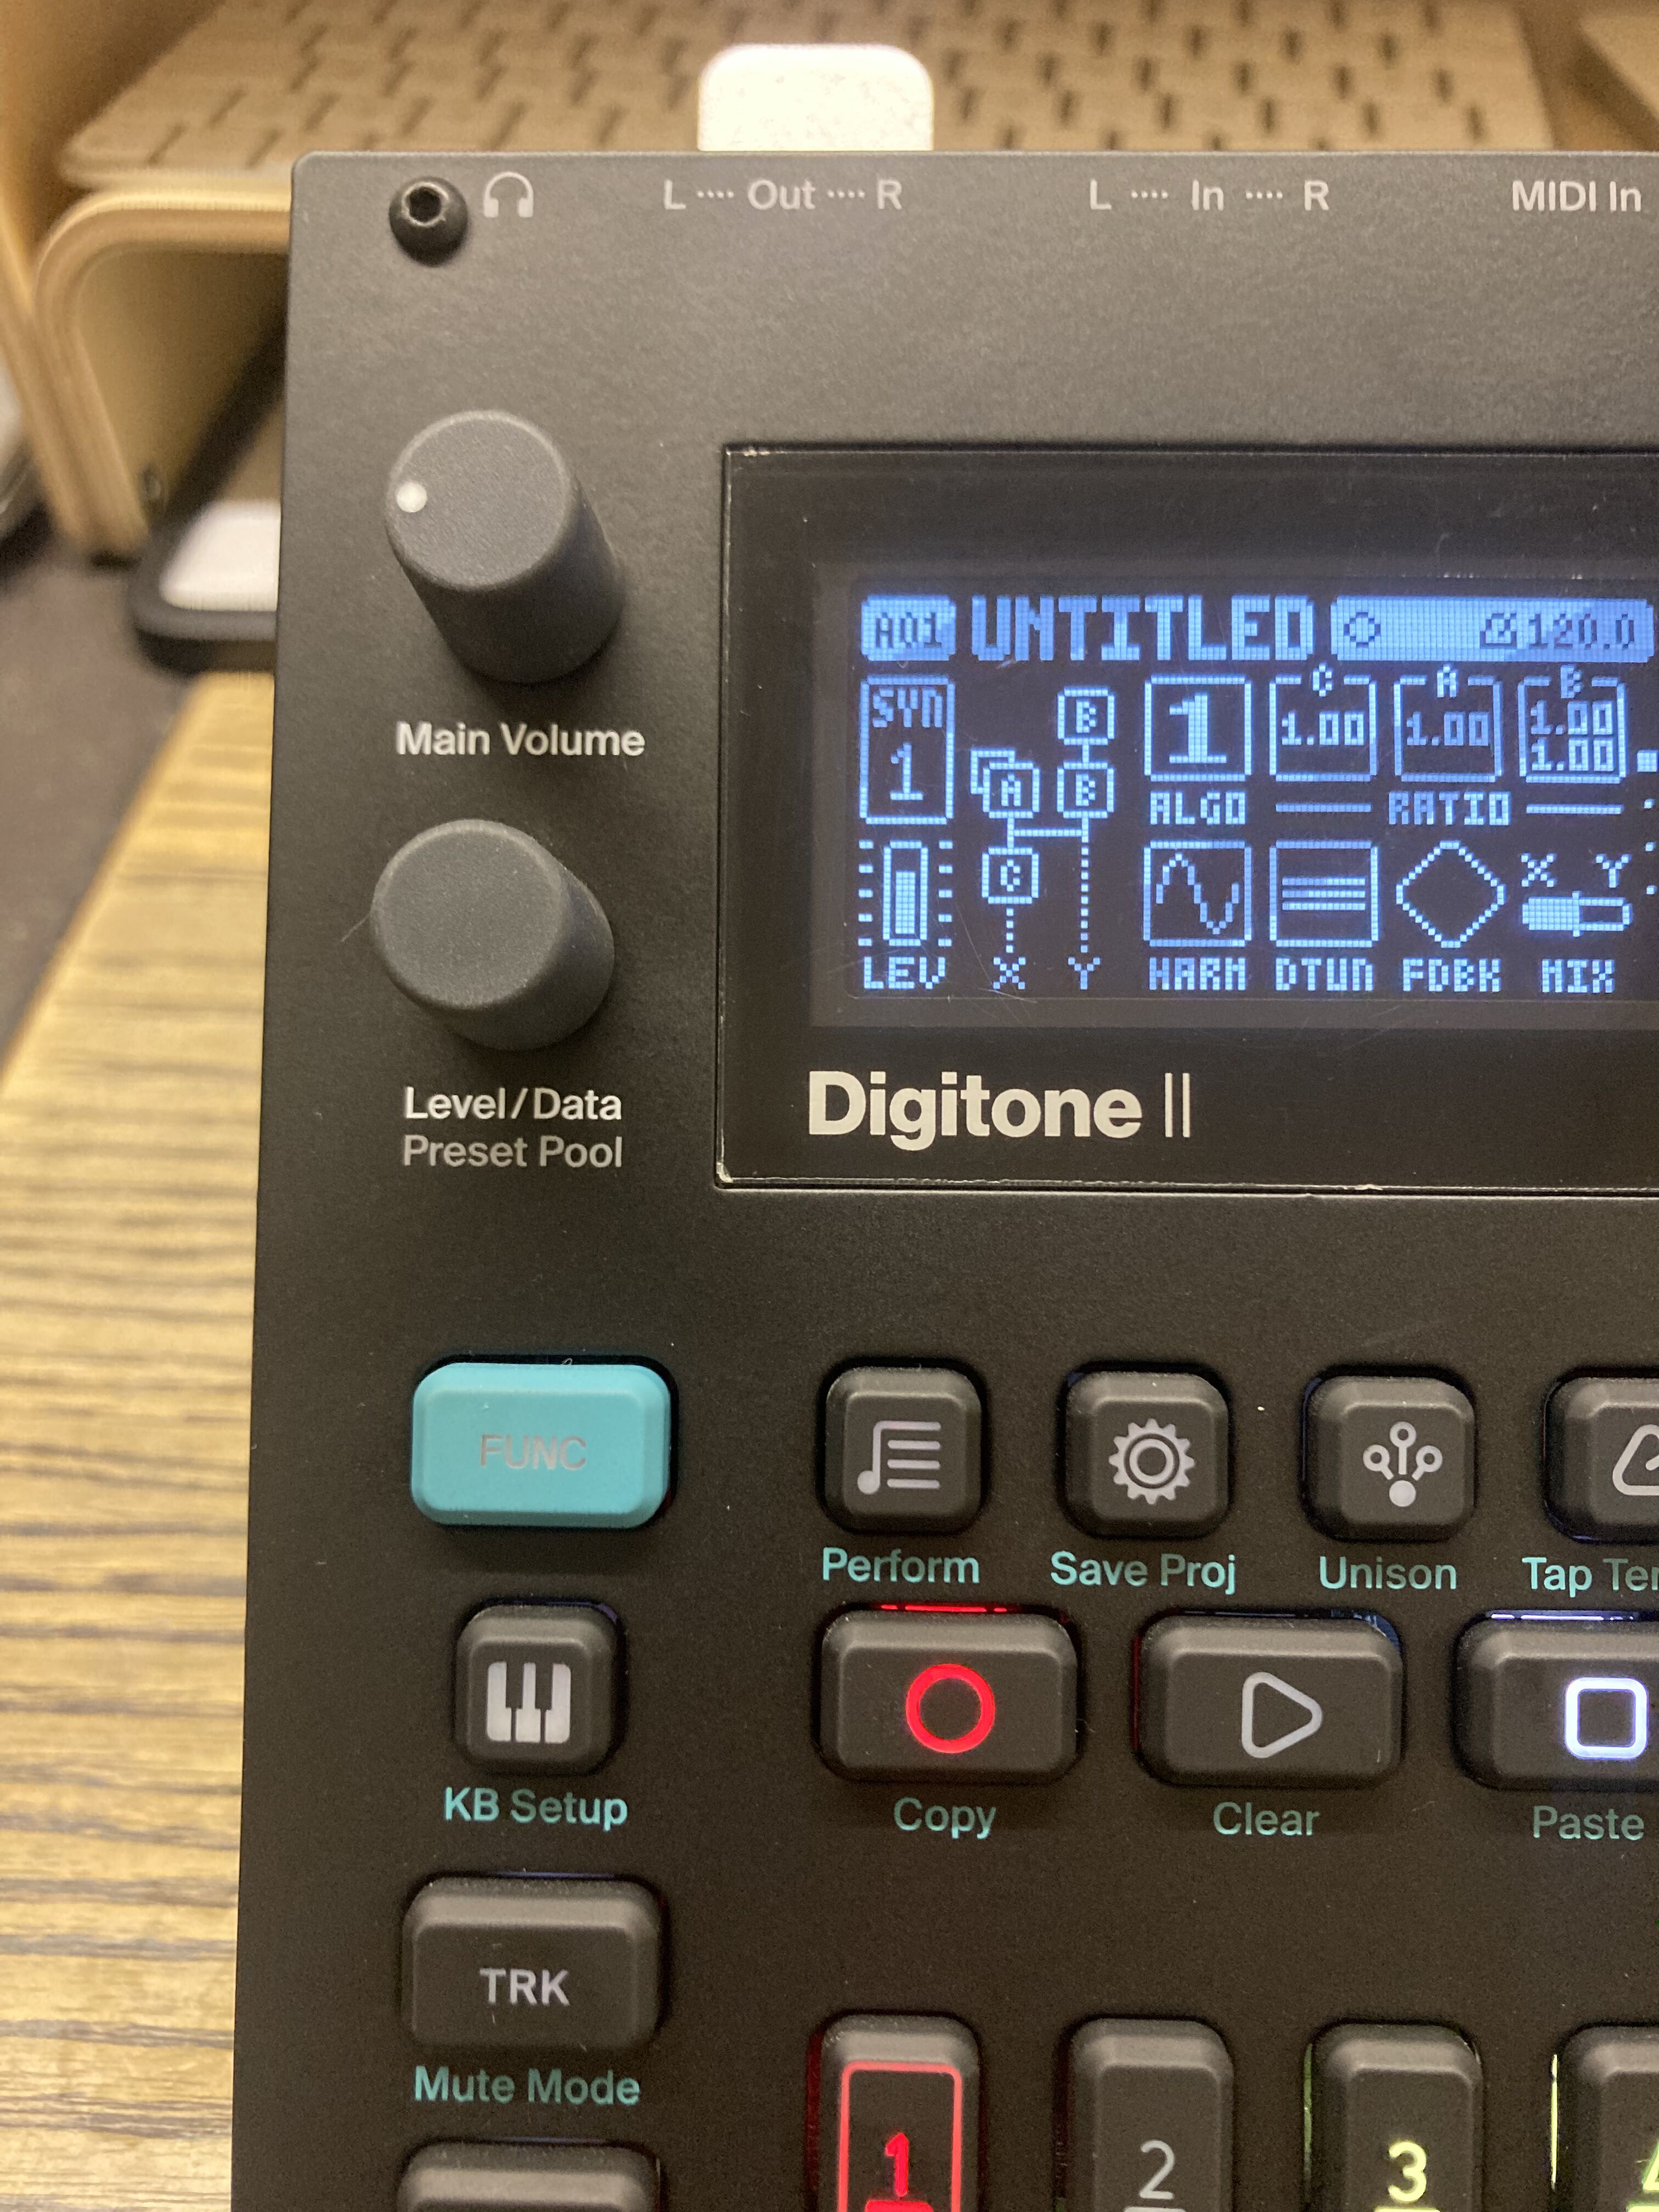 L ···· Out ···· R
L ···· In ···· R
MIDI In
Main Volume
Level/Data
Preset Pool
A01 UNTITLED 120.0
SYN
1
B
A B
C
LEV X Y
1
C
1.00
A
1.00
B
1.00
1.00
ALGO RATIO
X Y
HARM DTUN FDBK MIX
Digitone II
FUNC
Perform
Save Proj
Unison
Tap
KB Setup
Copy
Clear
Paste
TRK
Mute Mode
1
2
3